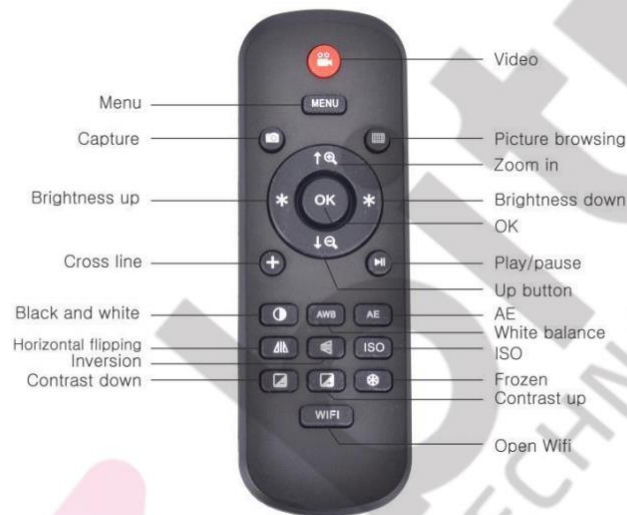 Video
Menu
MENU
Capture
Picture browsing
Zoom in
Brightness up
OK
Brightness down
OK
Cross line
Play/pause
Up button
Black and white
AWB
AE
AE
White balance
Horizontal flipping
ISO
ISO
Inversion
Contrast down
Frozen
Contrast up
WIFI
Open Wifi